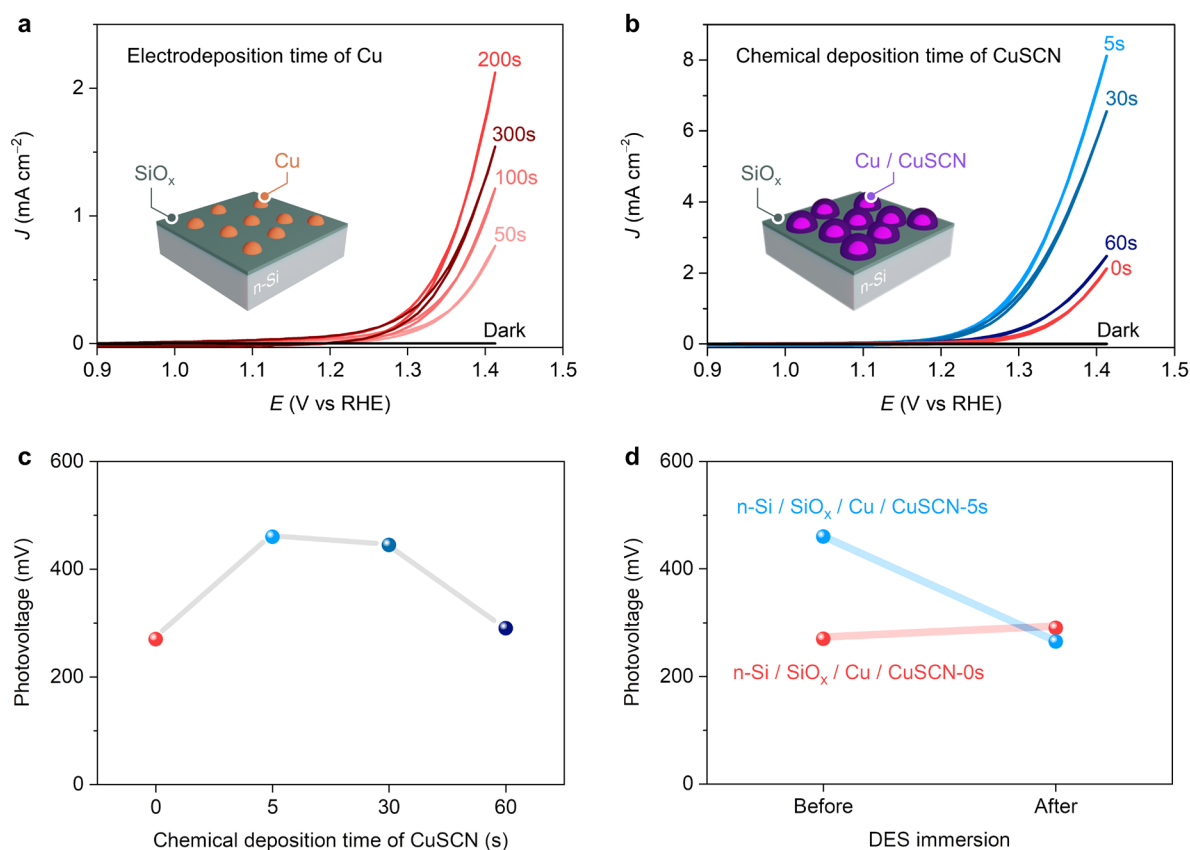 a
Electrodeposition time of Cu
200s
300s
100s
50s
Dark
Cu
SiOₓ
n-Si
J (mA cm⁻²)
2
1
0
0.9 1.0 1.1 1.2 1.3 1.4 1.5
E (V vs RHE)
b
Chemical deposition time of CuSCN
5s
30s
60s
0s
Dark
Cu / CuSCN
SiOₓ
n-Si
J (mA cm⁻²)
8
6
4
2
0
0.9 1.0 1.1 1.2 1.3 1.4 1.5
E (V vs RHE)
c
Photovoltage (mV)
600
400
200
0
0 5 30 60
Chemical deposition time of CuSCN (s)
d
Photovoltage (mV)
600
400
200
0
n-Si / SiOₓ / Cu / CuSCN-5s
n-Si / SiOₓ / Cu / CuSCN-0s
Before After
DES immersion